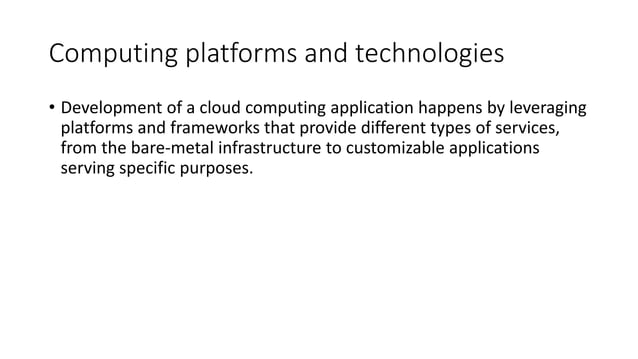 Computing platforms and technologies
• Development of a cloud computing application happens by leveraging
platforms and frameworks that provide different types of services,
from the bare-metal infrastructure to customizable applications
serving specific purposes.